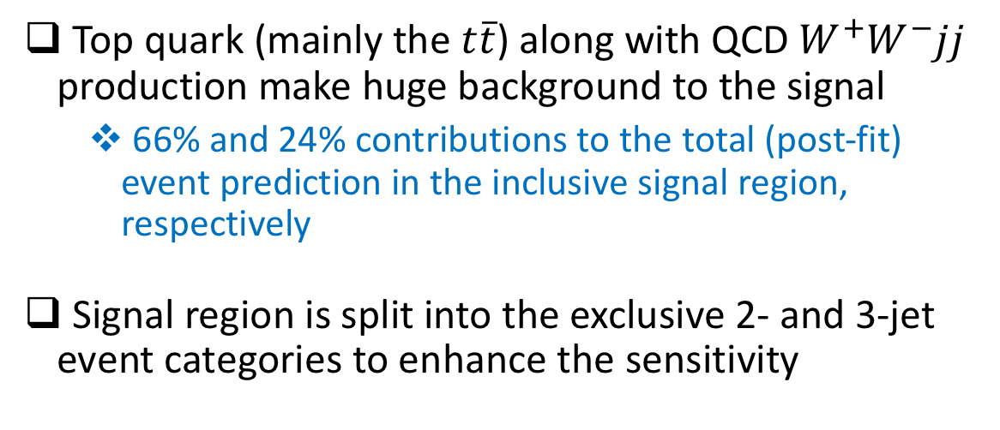 ❑ Top quark (mainly the tt̄) along with QCD W⁺W⁻jj
production make huge background to the signal
❖ 66% and 24% contributions to the total (post-fit)
event prediction in the inclusive signal region,
respectively
❑ Signal region is split into the exclusive 2- and 3-jet
event categories to enhance the sensitivity